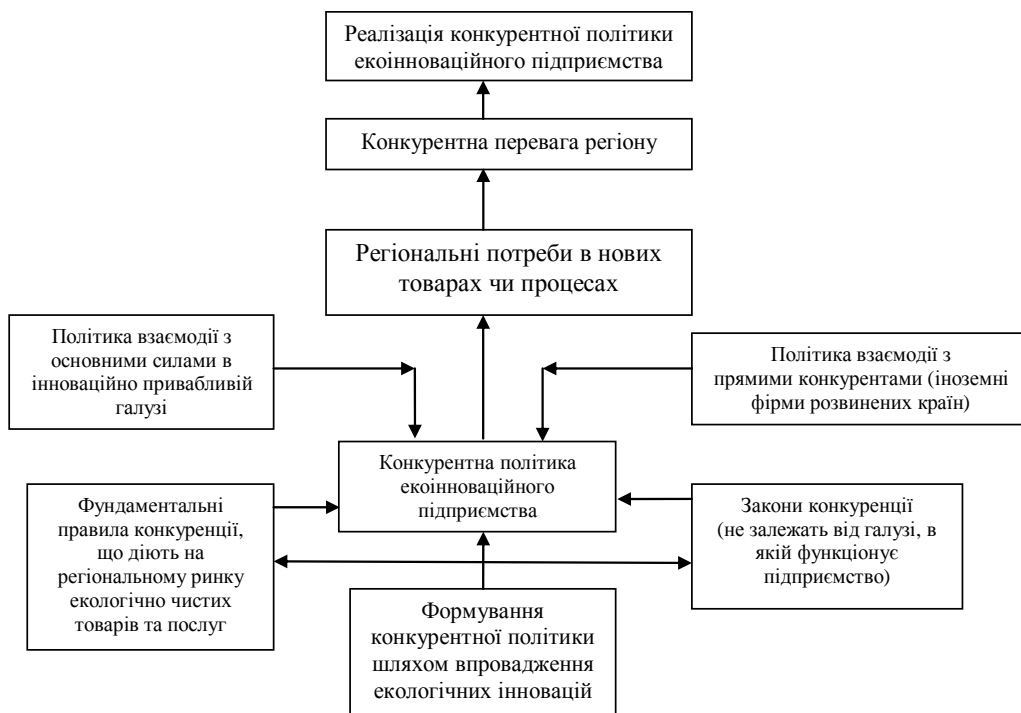 Реалізація конкурентної політики
екоінноваційного підприємства
Конкурентна перевага регіону
Регіональні потреби в нових
товарах чи процесах
Політика взаємодії з
основними силами в
інноваційно привабливій
галузі
Політика взаємодії з
прямими конкурентами (іноземні
фірми розвинених країн)
Конкурентна політика
екоінноваційного
підприємства
Фундаментальні
правила конкуренції,
що діють на
регіональному ринку
екологічно чистих
товарів та послуг
Закони конкуренції
(не залежать від галузі, в
якій функціонує
підприємство)
Формування
конкурентної політики
шляхом впровадження
екологічних інновацій